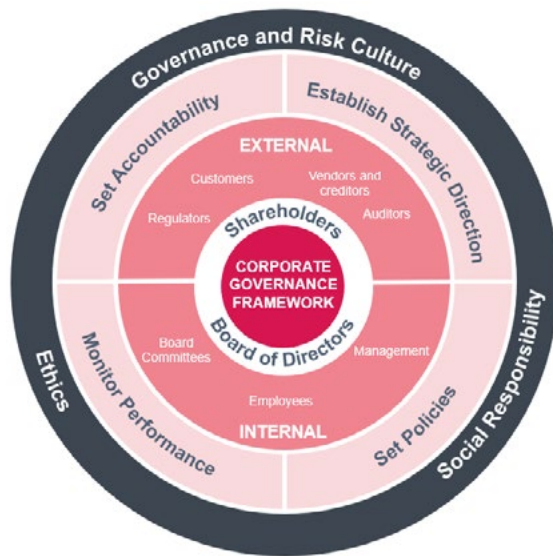 Governance and Risk Culture
Set Accountability
Establish Strategic Direction
EXTERNAL
Customers
Vendors and
creditors
Regulators
Auditors
Shareholders
CORPORATE
GOVERNANCE
FRAMEWORK
Board of Directors
Board
Committees
Management
Employees
INTERNAL
Monitor Performance
Set Policies
Ethics
Social Responsibility